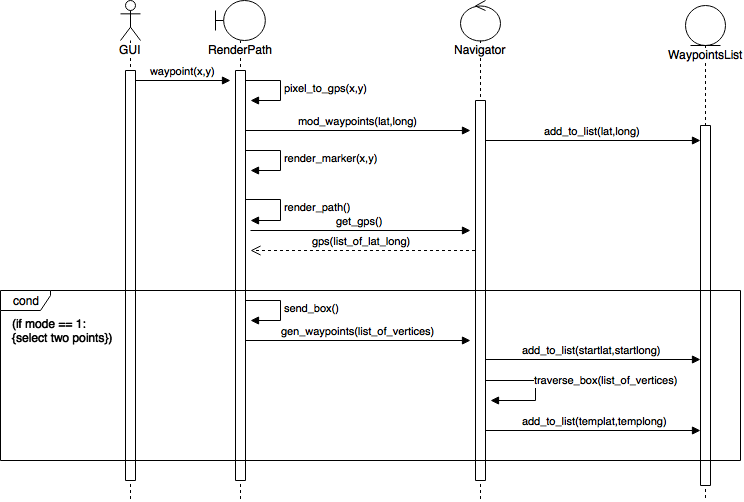 GUI
RenderPath
Navigator
WaypointsList
waypoint(x,y)
pixel_to_gps(x,y)
mod_waypoints(lat,long)
add_to_list(lat,long)
render_marker(x,y)
render_path()
get_gps()
gps(list_of_lat_long)
cond
(if mode == 1:
{select two points})
send_box()
gen_waypoints(list_of_vertices)
add_to_list(startlat,startlong)
traverse_box(list_of_vertices)
add_to_list(templat,templong)